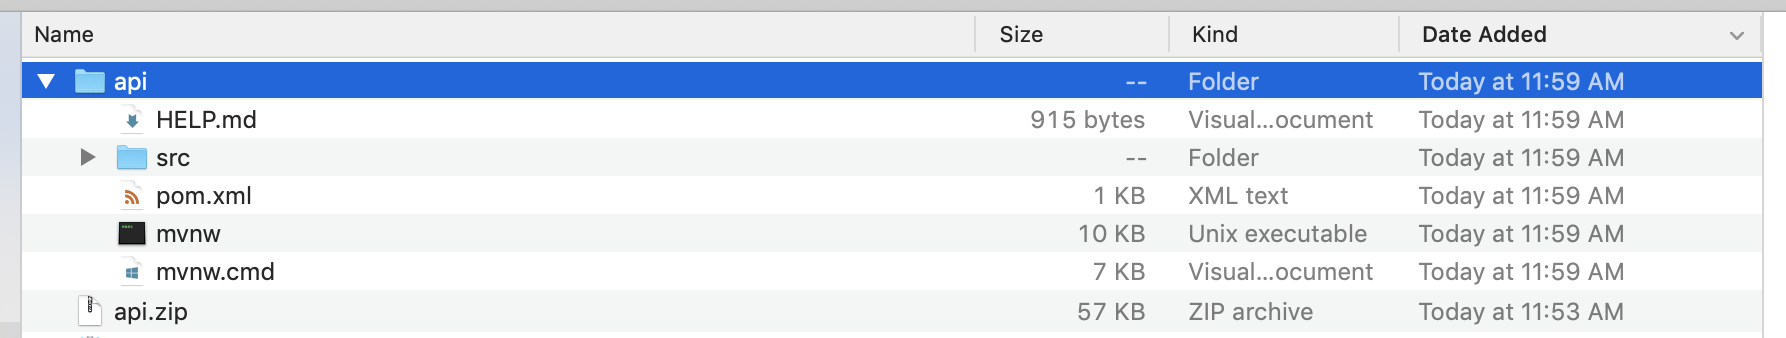 Name Size Kind Date Added
api -- Folder Today at 11:59 AM
HELP.md 915 bytes Visual...ocument Today at 11:59 AM
src -- Folder Today at 11:59 AM
pom.xml 1 KB XML text Today at 11:59 AM
mvnw 10 KB Unix executable Today at 11:59 AM
mvnw.cmd 7 KB Visual...ocument Today at 11:59 AM
api.zip 57 KB ZIP archive Today at 11:53 AM